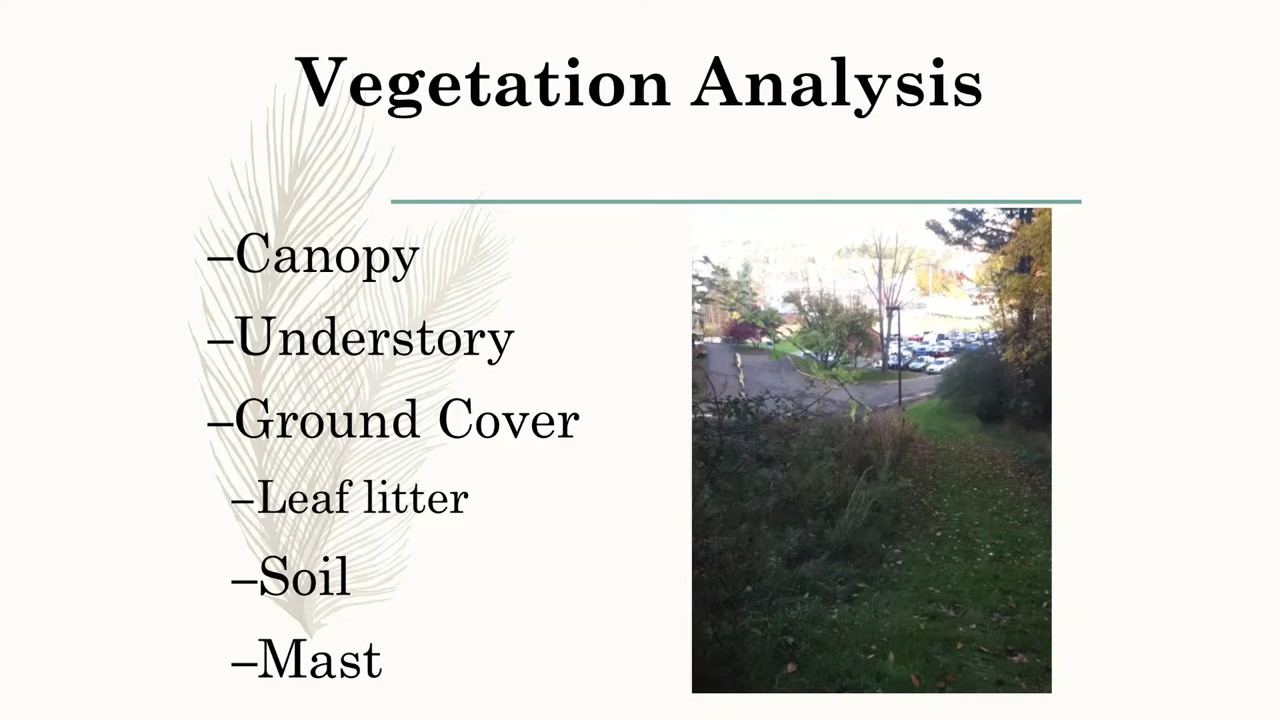 Vegetation Analysis
–Canopy
–Understory
–Ground Cover
–Leaf litter
–Soil
–Mast